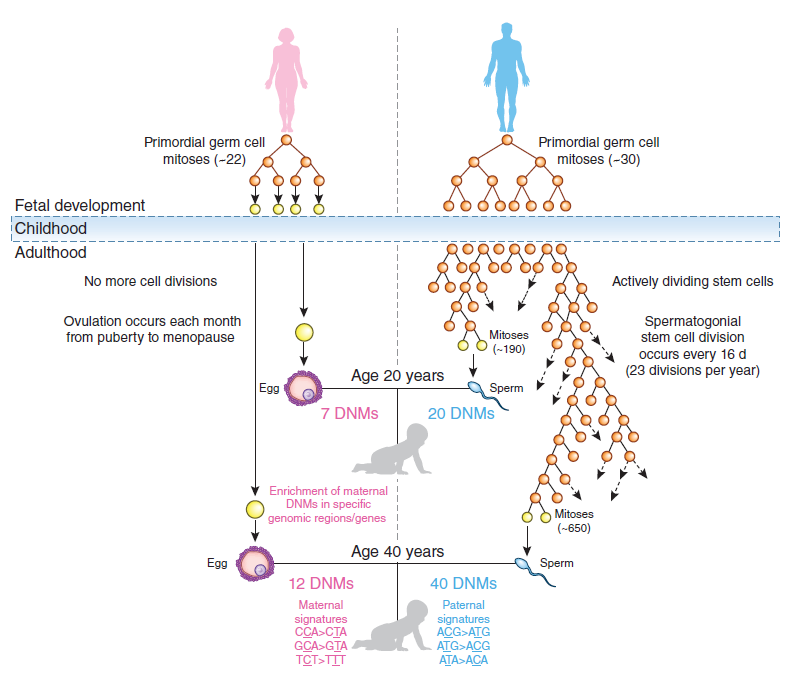 Primordial germ cell
mitoses (~22)
Primordial germ cell
mitoses (~30)
Fetal development
Childhood
Adulthood
No more cell divisions
Ovulation occurs each month
from puberty to menopause
Actively dividing stem cells
Spermatogonial
stem cell division
occurs every 16 d
(23 divisions per year)
Mitoses
(~190)
Age 20 years
Egg
Sperm
7 DNMs
20 DNMs
Enrichment of maternal
DNMs in specific
genomic regions/genes
Mitoses
(~650)
Age 40 years
Egg
Sperm
12 DNMs
40 DNMs
Maternal
signatures
CCA>CTA
GCA>GTA
TCT>TTT
Paternal
signatures
ACG>ATG
ATG>ACG
ATA>ACA